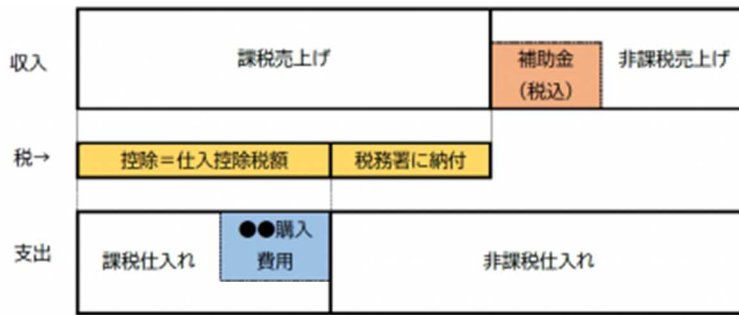 収入
課税売上げ
補助金
（税込）
非課税売上げ
税→
控除＝仕入控除税額
税務署に納付
支出
課税仕入れ
●●購入
費用
非課税仕入れ